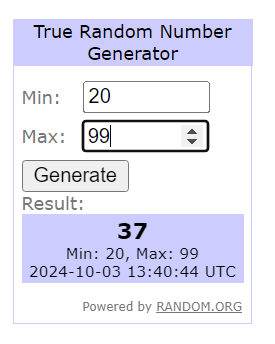 True Random Number
Generator
Min: 20
Max: 99
Generate
Result:
37
Min: 20, Max: 99
2024-10-03 13:40:44 UTC
Powered by RANDOM.ORG